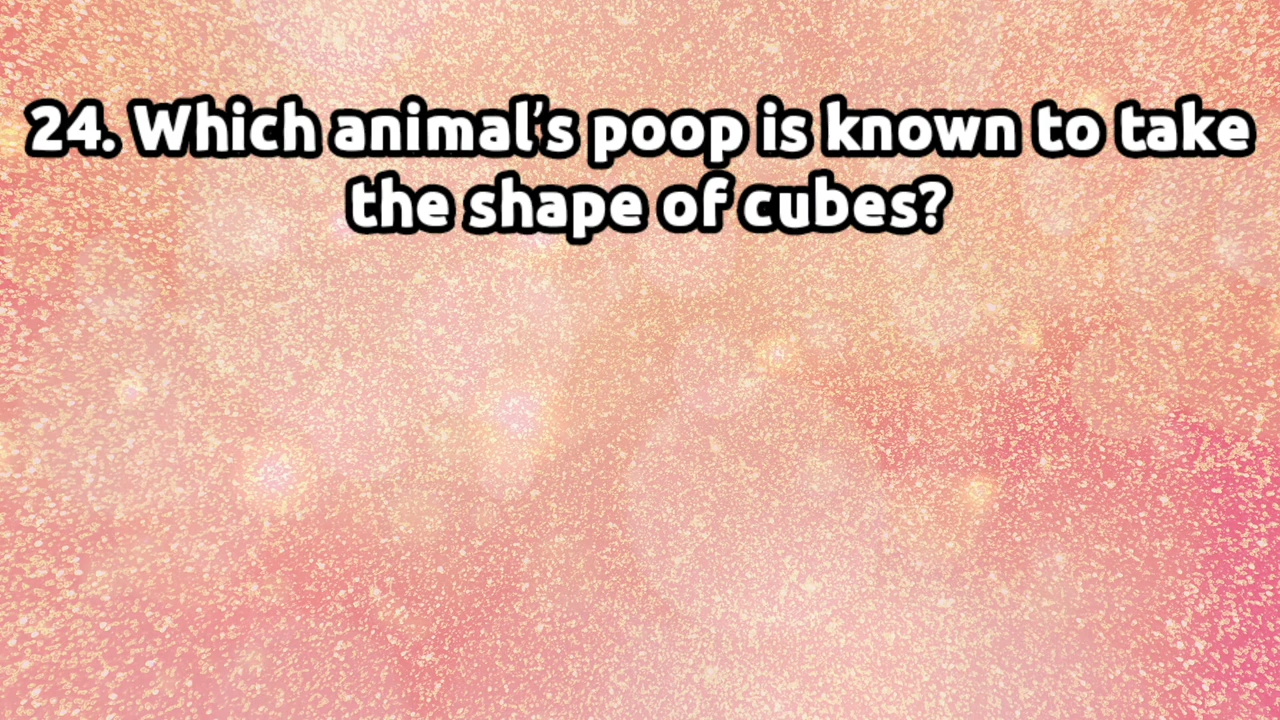 24. Which animal's poop is known to take
the shape of cubes?